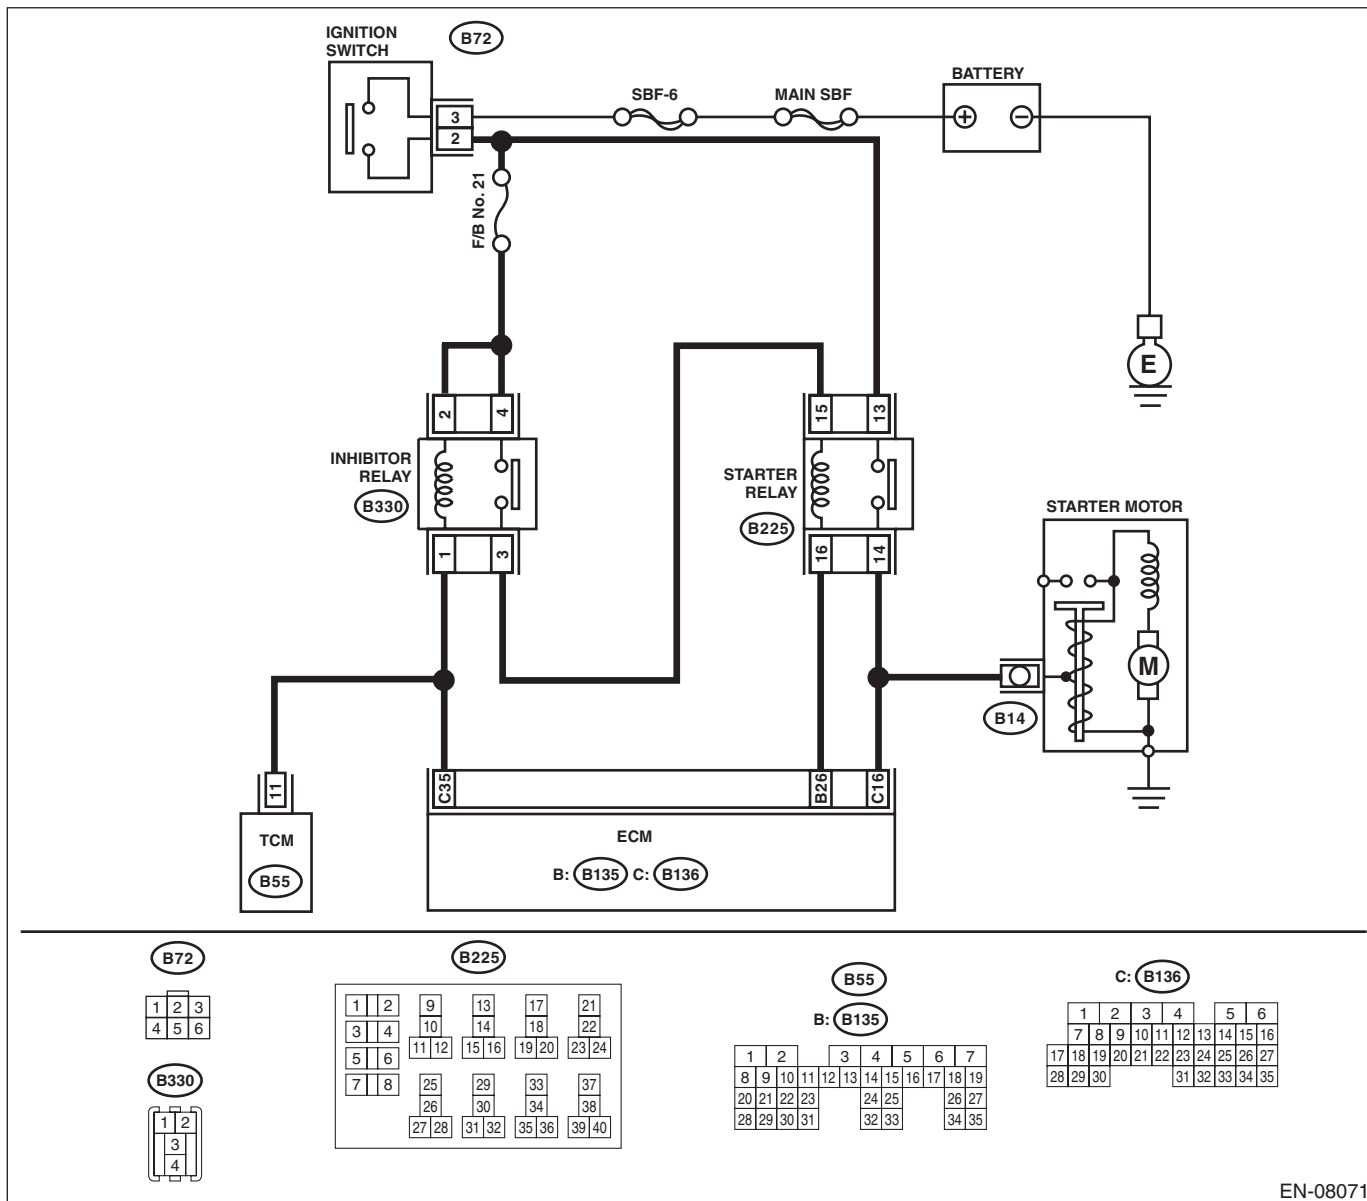 IGNITION
SWITCH
B72
SBF-6
MAIN SBF
BATTERY
3
2
+
−
F/B No. 21
E
2
4
15
13
INHIBITOR
RELAY
B330
STARTER
RELAY
B225
STARTER MOTOR
1
3
16
14
M
B14
11
C35
B26
C16
TCM
B55
ECM
B: B135 C: B136
B72
1 2 3
4 5 6
B330
1 2
3
4
B225
1 2 9 13 17 21
3 4 10 14 18 22
11 12 15 16 19 20 23 24
5 6
7 8 25 29 33 37
26 30 34 38
27 28 31 32 35 36 39 40
B55
B: B135
1 2 3 4 5 6 7
8 9 10 11 12 13 14 15 16 17 18 19
20 21 22 23 24 25 26 27
28 29 30 31 32 33 34 35
C: B136
1 2 3 4 5 6
7 8 9 10 11 12 13 14 15 16
17 18 19 20 21 22 23 24 25 26 27
28 29 30 31 32 33 34 35
EN-08071